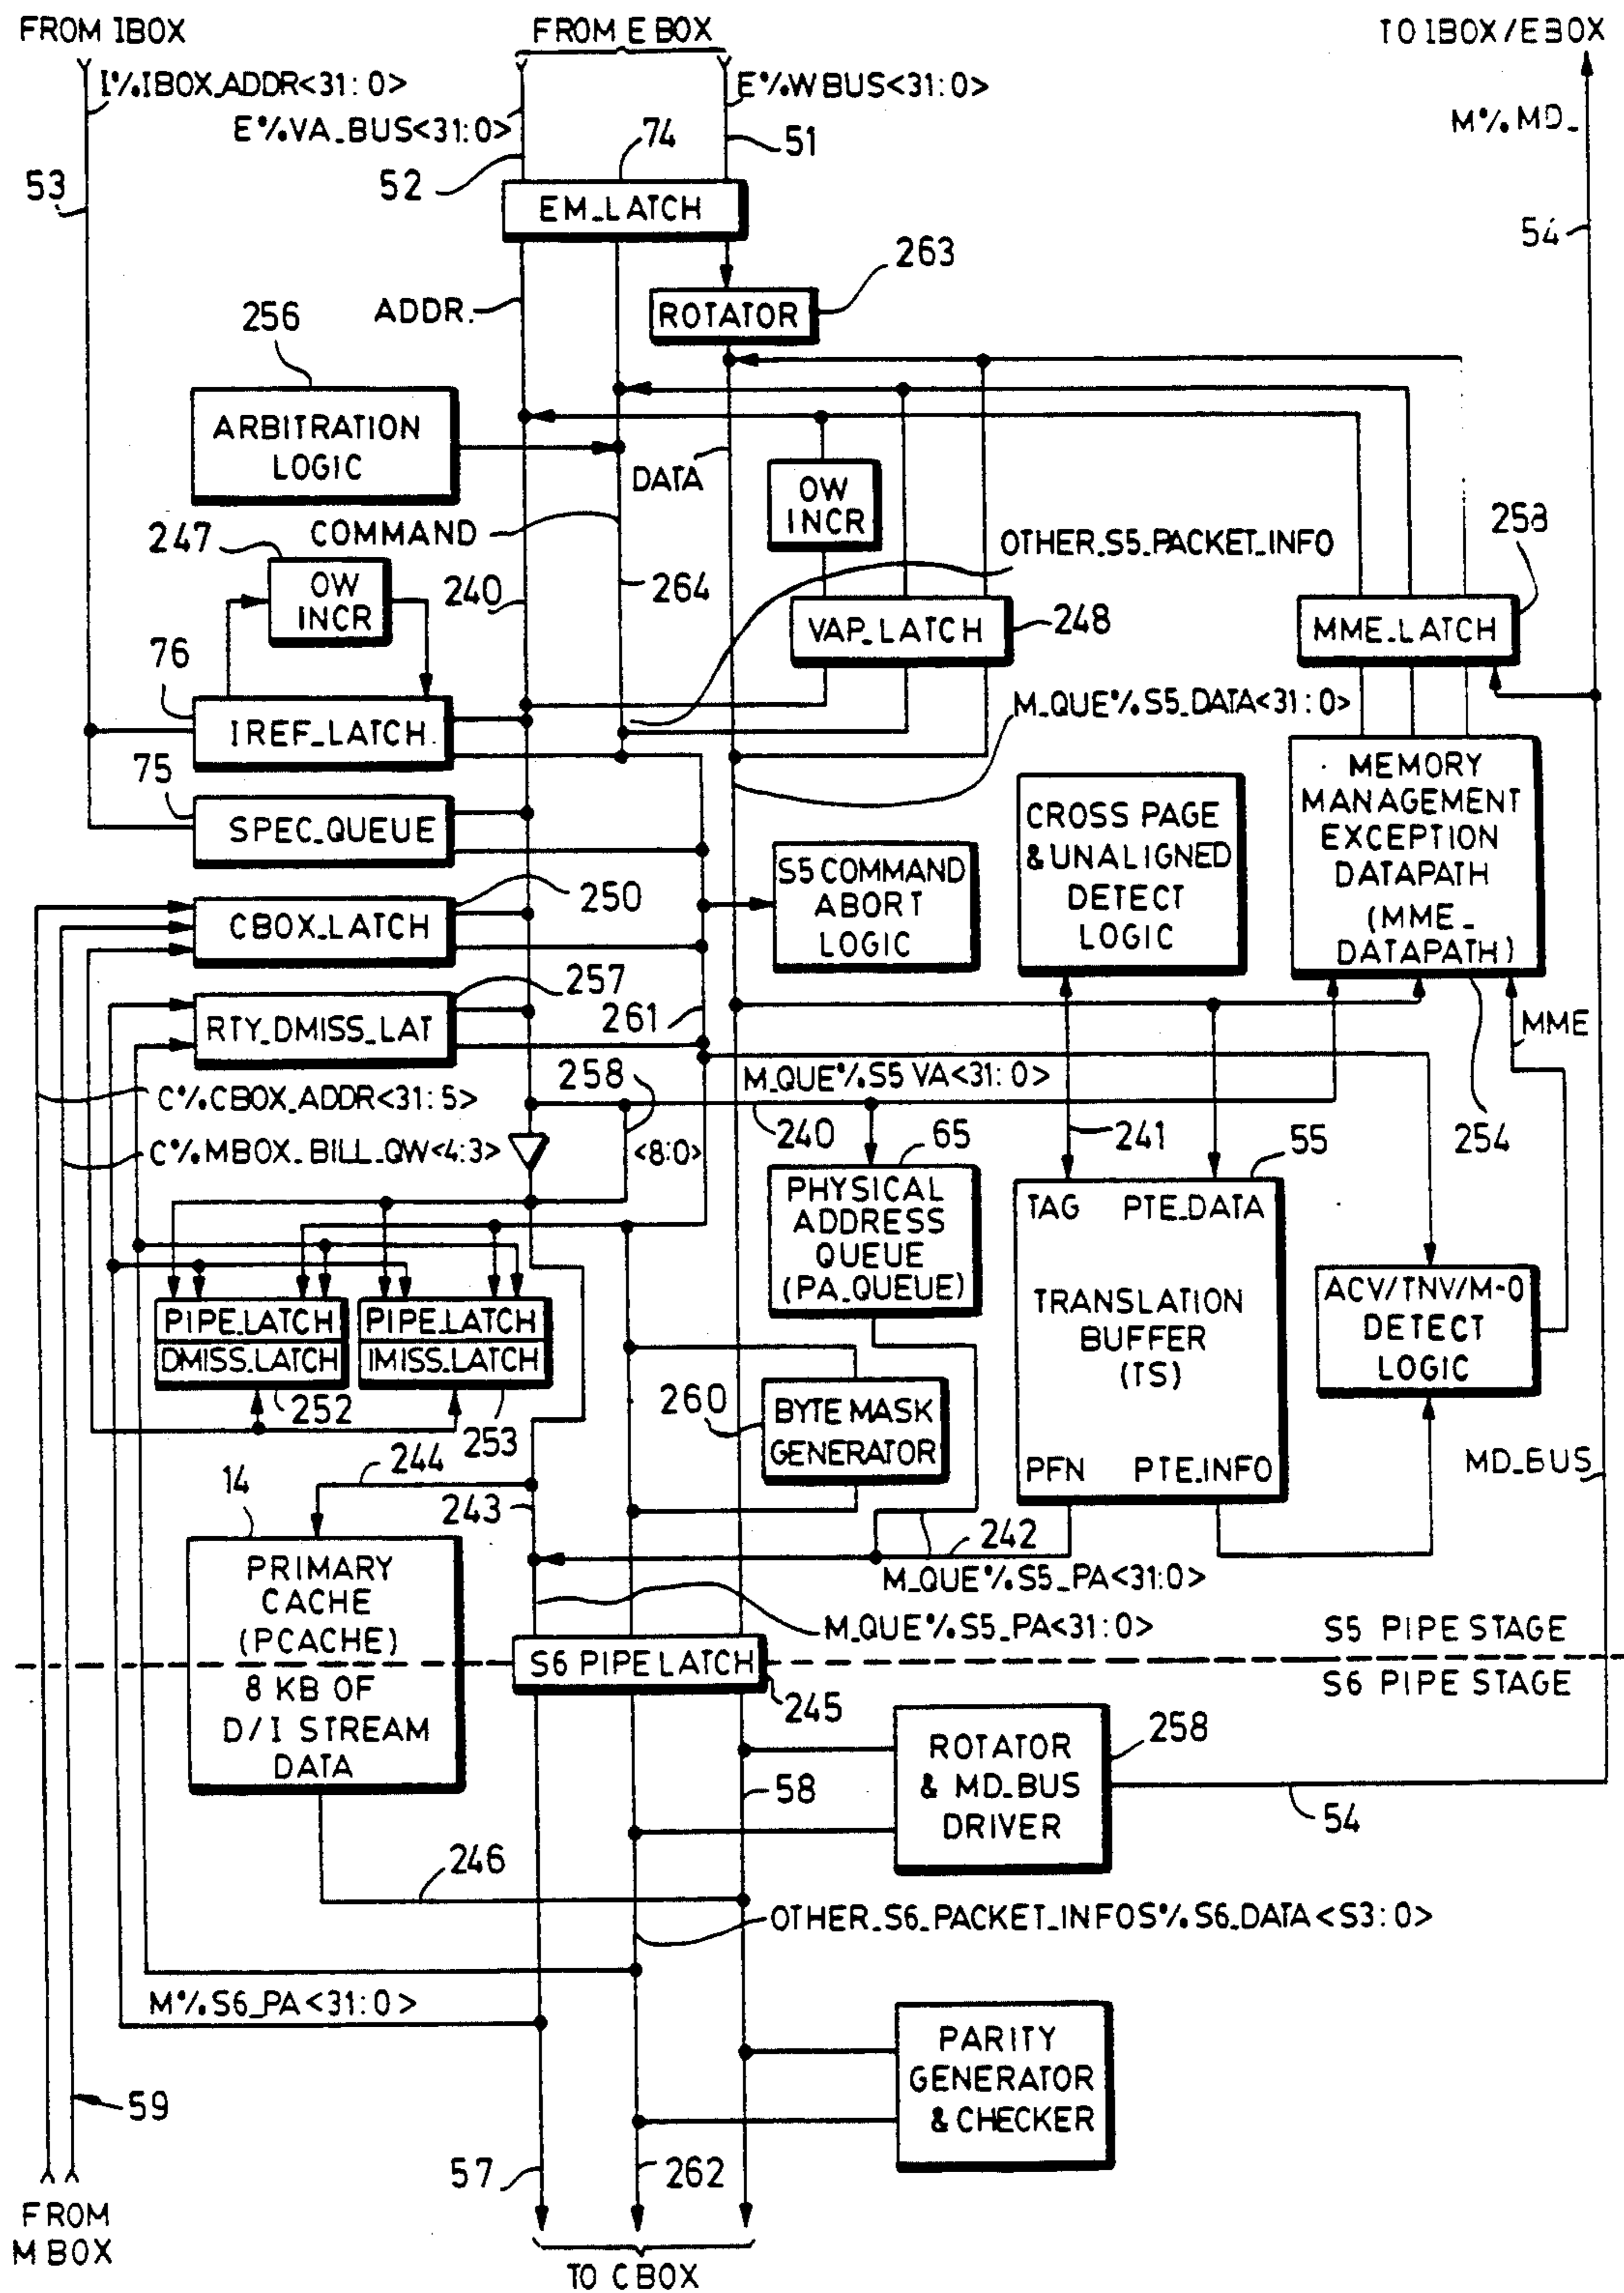 FROM IBOX
FROM E BOX
TO IBOX/EBOX
I%.IBOX_ADDR<31:0>
E%.WBUS<31:0>
E%.VA_BUS<31:0>
M%.MD_
74
51
52
53
54
EM_LATCH
263
ADDR.
ROTATOR
256
ARBITRATION
LOGIC
DATA
OW
INCR
COMMAND
258
247
OTHER_S5_PACKET_INFO
OW
INCR
240
264
VAP_LATCH
248
MME_LATCH
76
IREF_LATCH.
M_QUE%.S5_DATA<31:0>
75
SPEC_QUEUE
MEMORY
MANAGEMENT
EXCEPTION
DATAPATH
(MME_
DATAPATH)
CROSS PAGE
& UNALIGNED
DETECT
LOGIC
S5 COMMAND
ABORT
LOGIC
250
CBOX_LATCH
257
RTY_DMISS_LAT
261
MME
C%.CBOX_ADDR<31:5>
258
M_QUE%.S5 VA<31:0>
C%.MBOX_BILL_QW<4:3>
<8:0>
240
65
241
55
254
PHYSICAL
ADDRESS
QUEUE
(PA_QUEUE)
TAG PTE_DATA
TRANSLATION
BUFFER
(TS)
PFN PTE_INFO
ACV/TNV/M-0
DETECT
LOGIC
PIPE_LATCH
DMISS_LATCH
PIPE_LATCH
IMISS_LATCH
252
253
260
BYTE MASK
GENERATOR
244
MD_BUS
14
243
242
PRIMARY
CACHE
(PCACHE)
8 KB OF
D/I STREAM
DATA
M_QUE%.S5_PA<31:0>
M_QUE%.S5_PA<31:0>
S5 PIPE STAGE
S6 PIPE LATCH
S6 PIPE STAGE
245
ROTATOR
& MD_BUS
DRIVER
258
58
54
246
OTHER_S6_PACKET_INFOS%.S6_DATA<S3:0>
M%.S6_PA<31:0>
PARITY
GENERATOR
& CHECKER
59
57
262
FROM
M BOX
TO CBOX